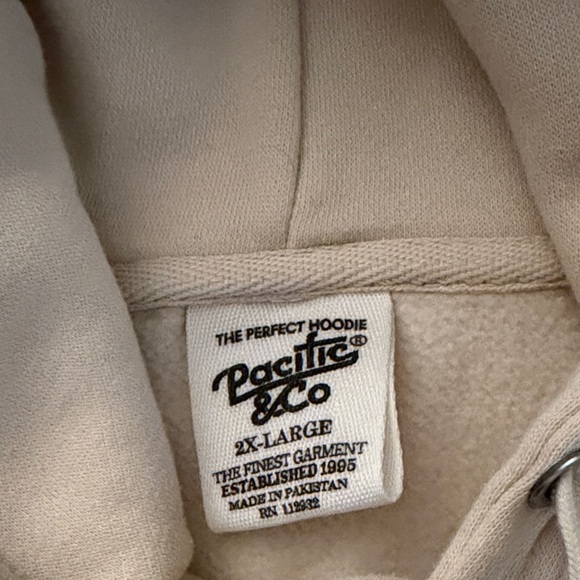 THE PERFECT HOODIE
Pacific®
&Co
2X-LARGE
THE FINEST GARMENT
ESTABLISHED 1995
MADE IN PAKISTAN
RN 112932